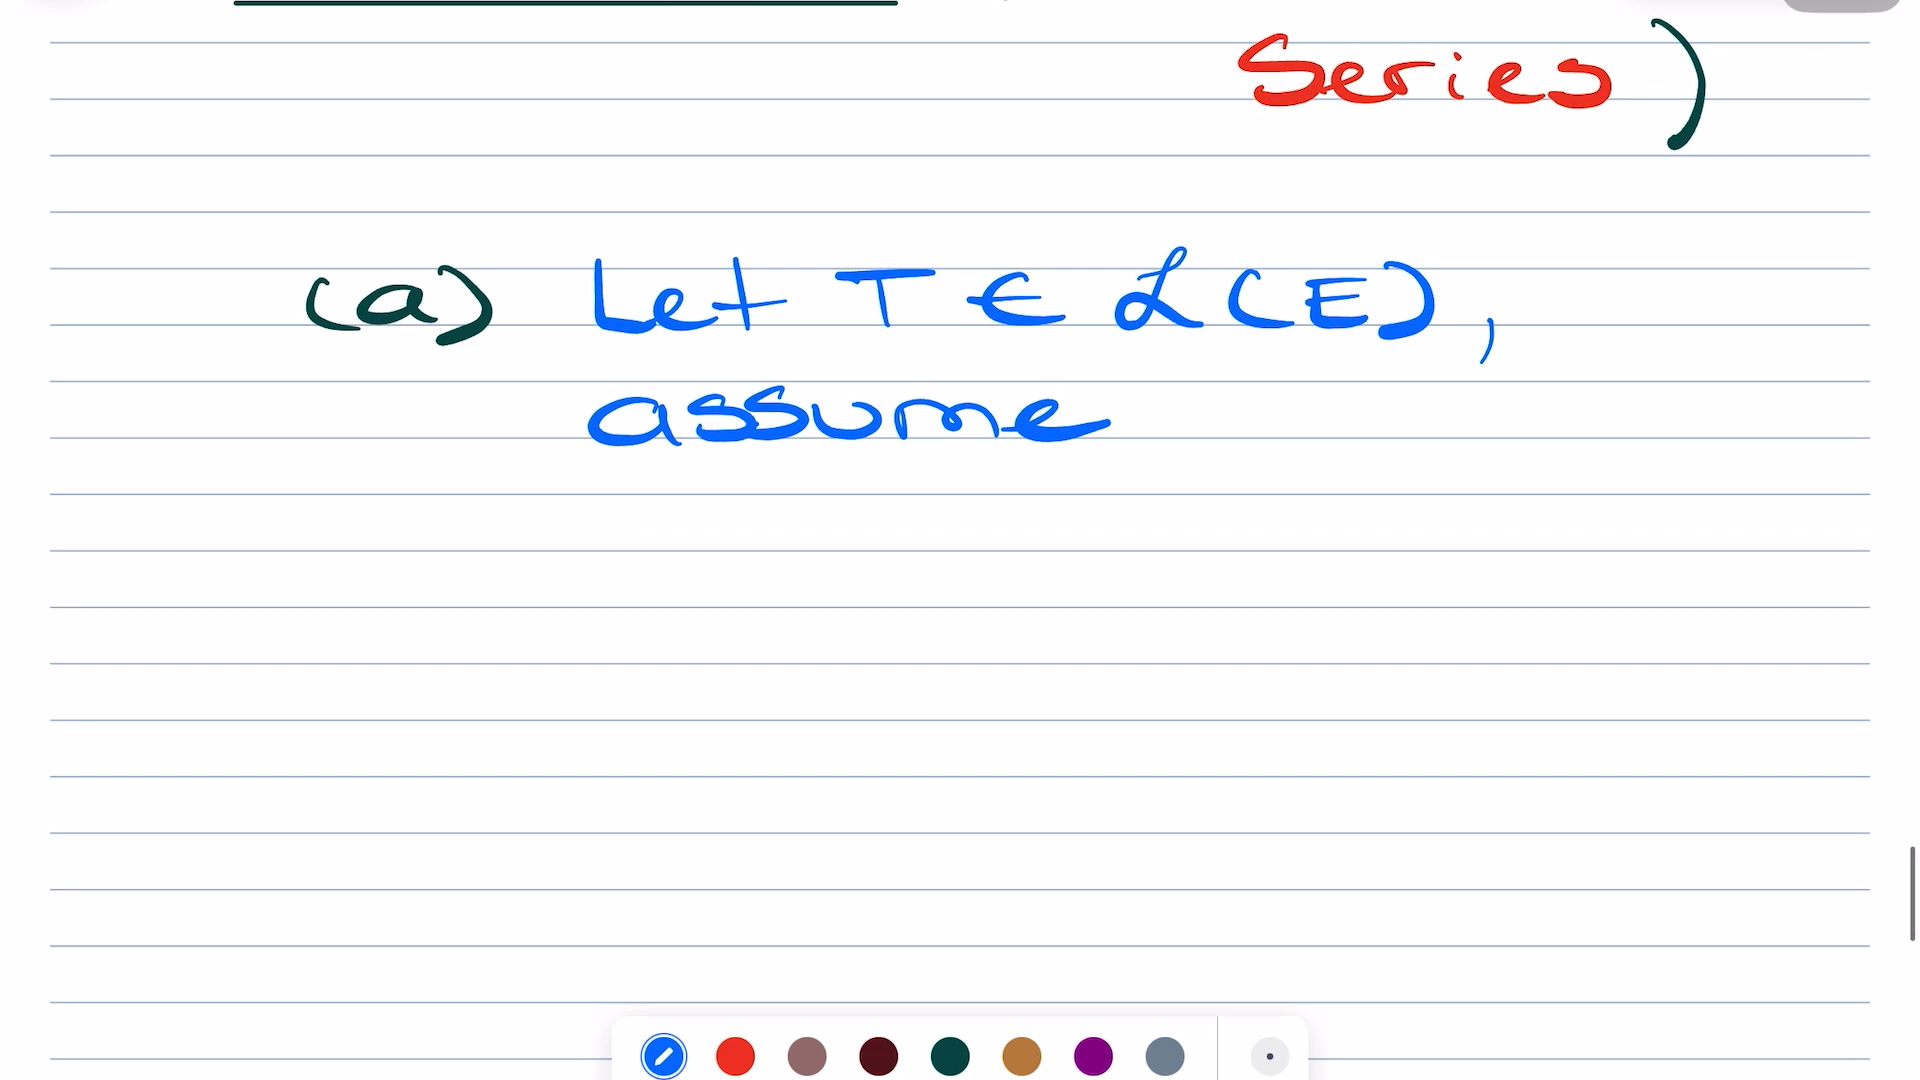 Series)
(a) Let T ∈ ℒ(E),
assume